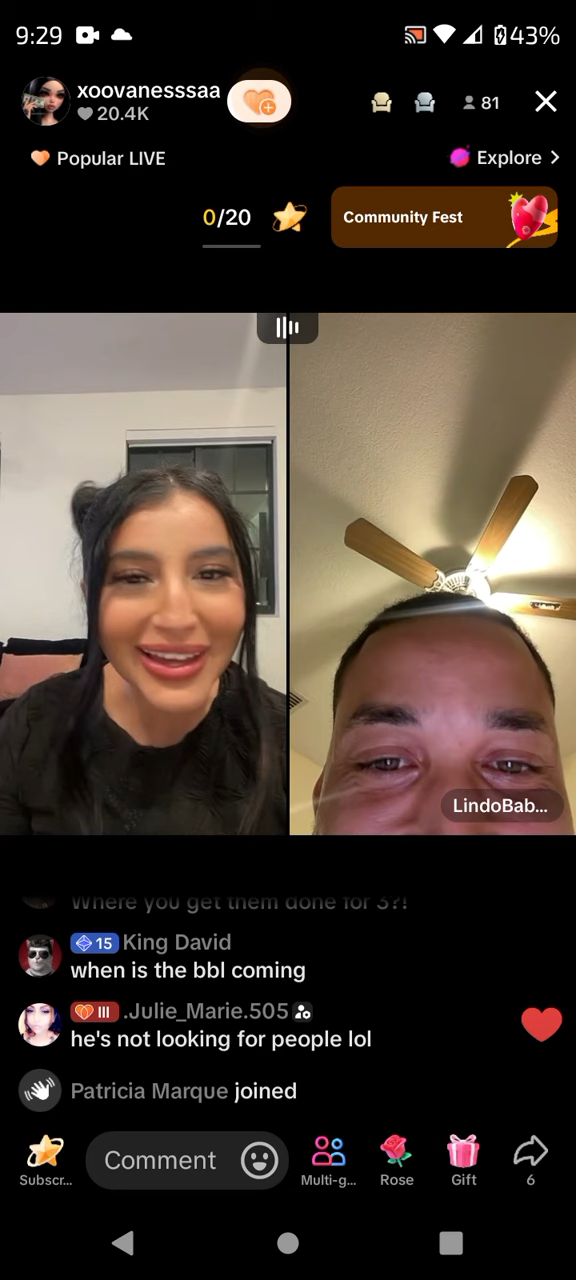 9:29
43%
xoovanesssaa
20.4K
81
Popular LIVE
Explore
0/20
Community Fest
LindoBab...
Where you get them done for 3?!
15 King David
when is the bbl coming
III .Julie_Marie.505
he's not looking for people lol
Patricia Marque joined
Comment
Subscr...
Multi-g...
Rose
Gift
6